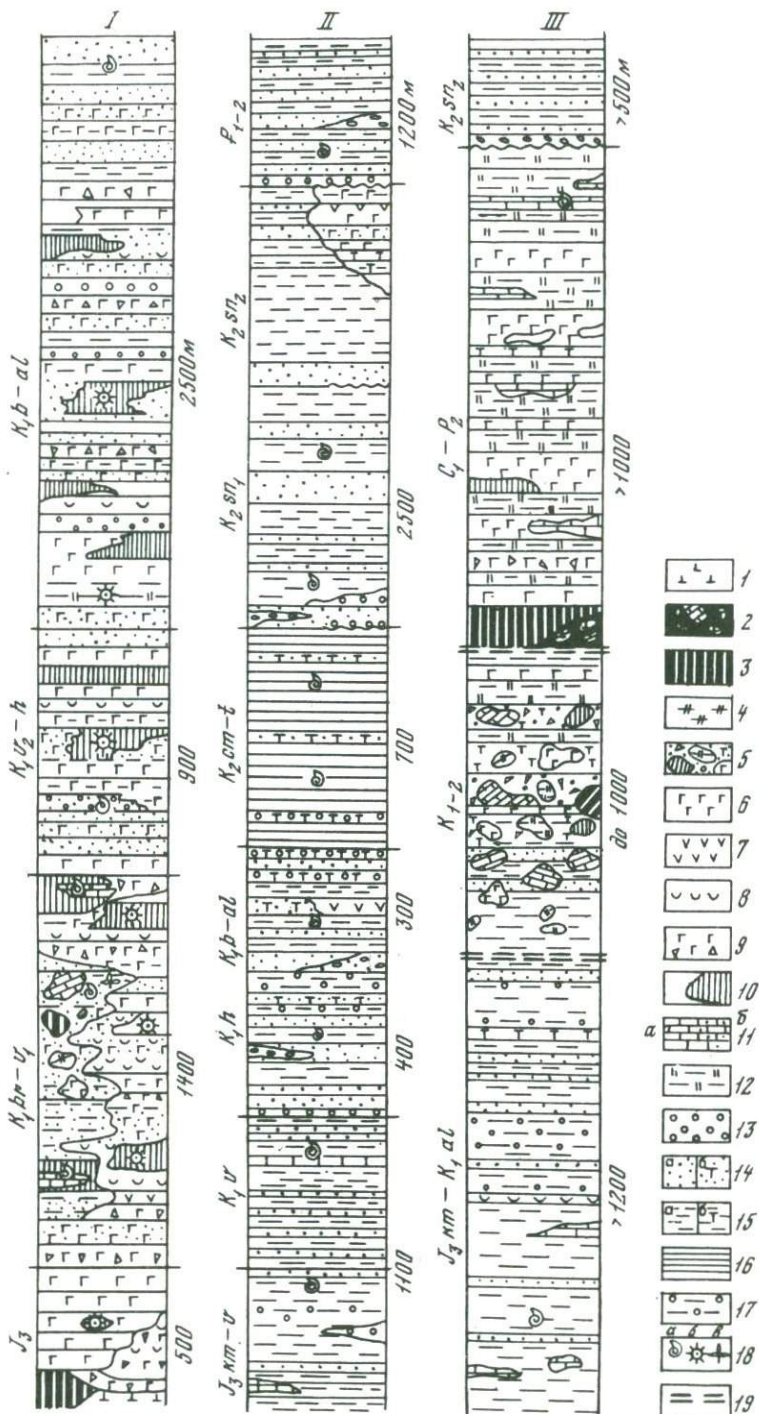 I
K₁b-al
2500 м
K₁v₂-h
900
K₁br-v₁
1400
J₃
500
II
P₁₋₂
1200 м
K₂sn₂
K₂sn₁
2500
K₂cm-t
700
K₁b-al
300
K₁h
400
K₁v
1100
J₃km-v
III
K₂sn₂
>500 м
C₁-P₂
>1000
K₁₋₂
до 1000
J₃km-K₁al
>1200
1
2
3
4
5
6
7
8
9
10
а б 11
12
13
а б 14
а б 15
16
17
а б в 18
19